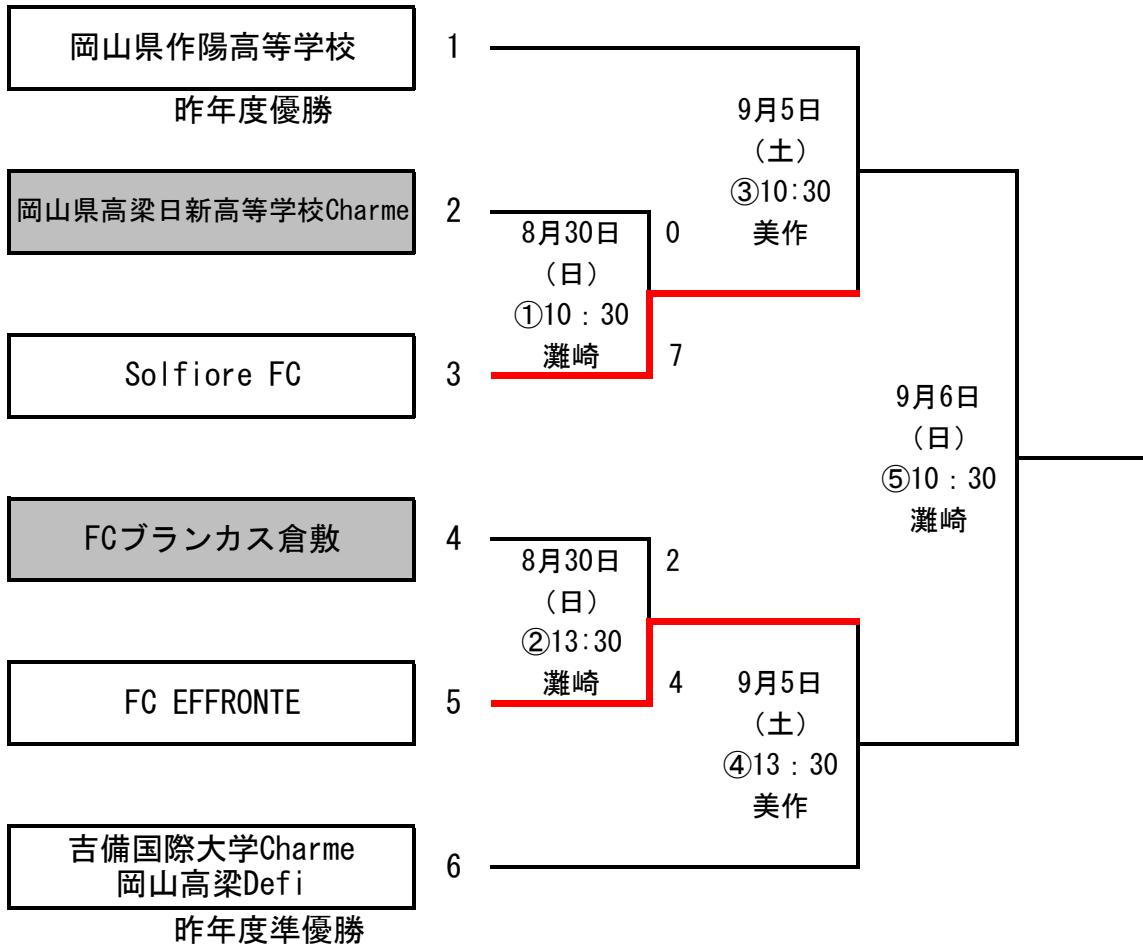 岡山県作陽高等学校
1
昨年度優勝
9月5日
(土)
③10:30
美作
岡山県高梁日新高等学校Charme
2
8月30日
(日)
①10：30
灘崎
0
7
Solfiore FC
3
9月6日
(日)
⑤10：30
灘崎
FCブランカス倉敷
4
8月30日
(日)
②13:30
灘崎
2
4
FC EFFRONTE
5
9月5日
(土)
④13：30
美作
吉備国際大学Charme
岡山高梁Defi
6
昨年度準優勝